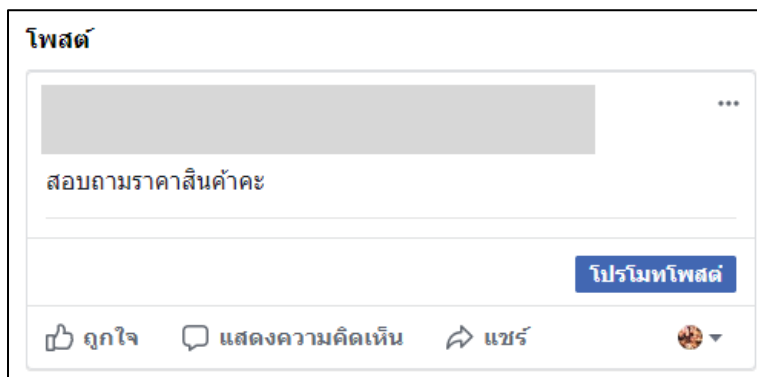 โพสต์
...
สอบถามราคาสินค้าคะ
โปรโมทโพสต์
ถูกใจ แสดงความคิดเห็น แชร์